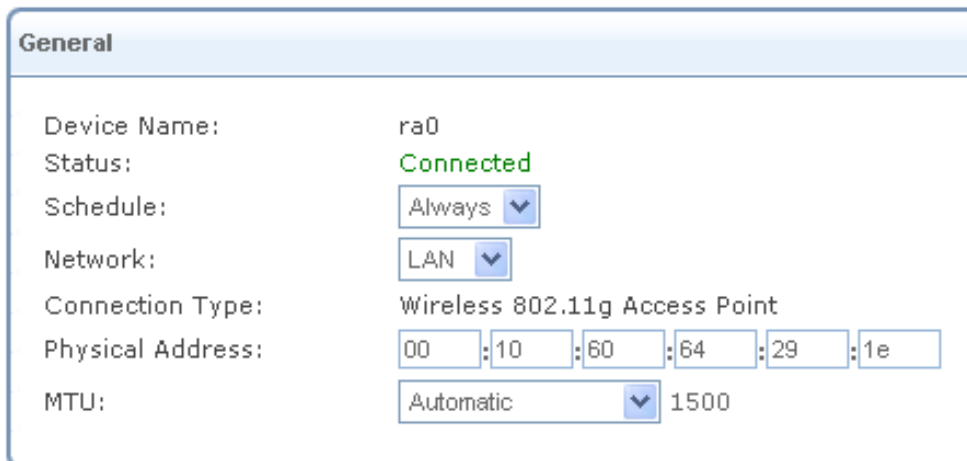 General
Device Name: ra0
Status: Connected
Schedule: Always
Network: LAN
Connection Type: Wireless 802.11g Access Point
Physical Address: 00 :10 :60 :64 :29 :1e
MTU: Automatic 1500